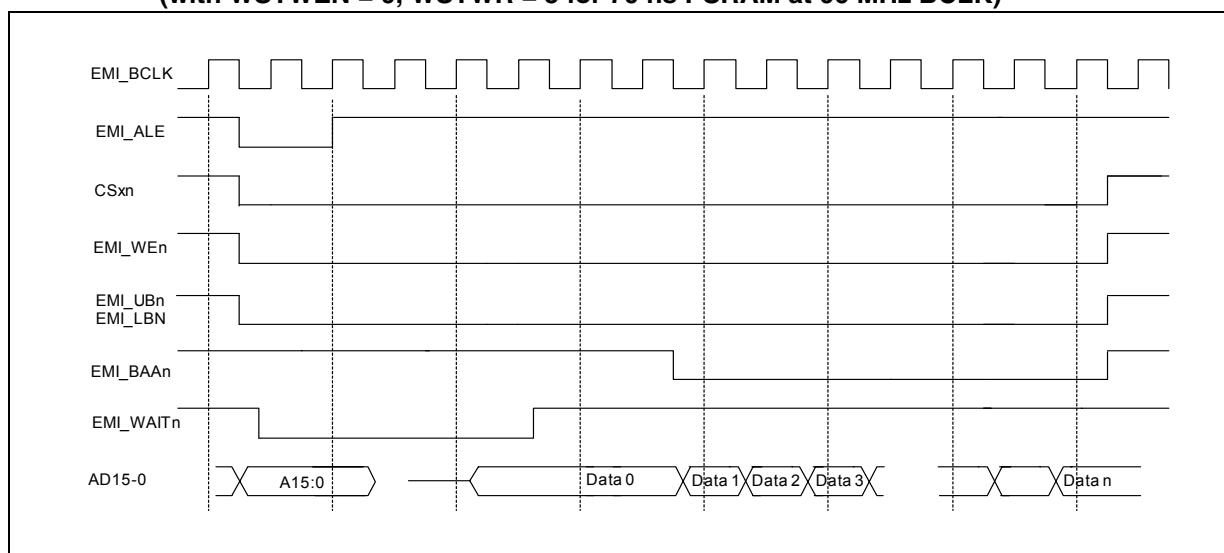 EMI_BCLK
EMI_ALE
CSxn
EMI_WEn
EMI_UBn
EMI_LBN
EMI_BAAn
EMI_WAITn
AD15-0
A15:0
Data 0
Data 1
Data 2
Data 3
Data n